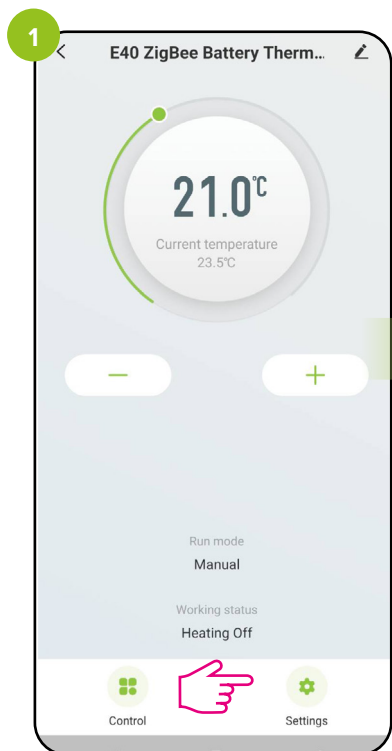 1
E40 ZigBee Battery Therm...
21.0°C
Current temperature
23.5°C
Run mode
Manual
Working status
Heating Off
Control Settings